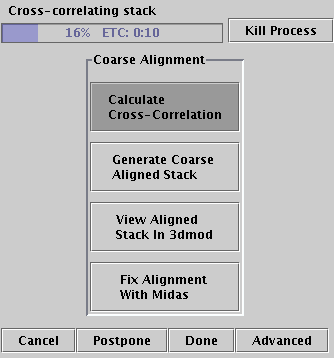 Cross-correlating stack
16% ETC: 0:10
Kill Process
Coarse Alignment
Calculate
Cross-Correlation
Generate Coarse
Aligned Stack
View Aligned
Stack In 3dmod
Fix Alignment
With Midas
Cancel
Postpone
Done
Advanced